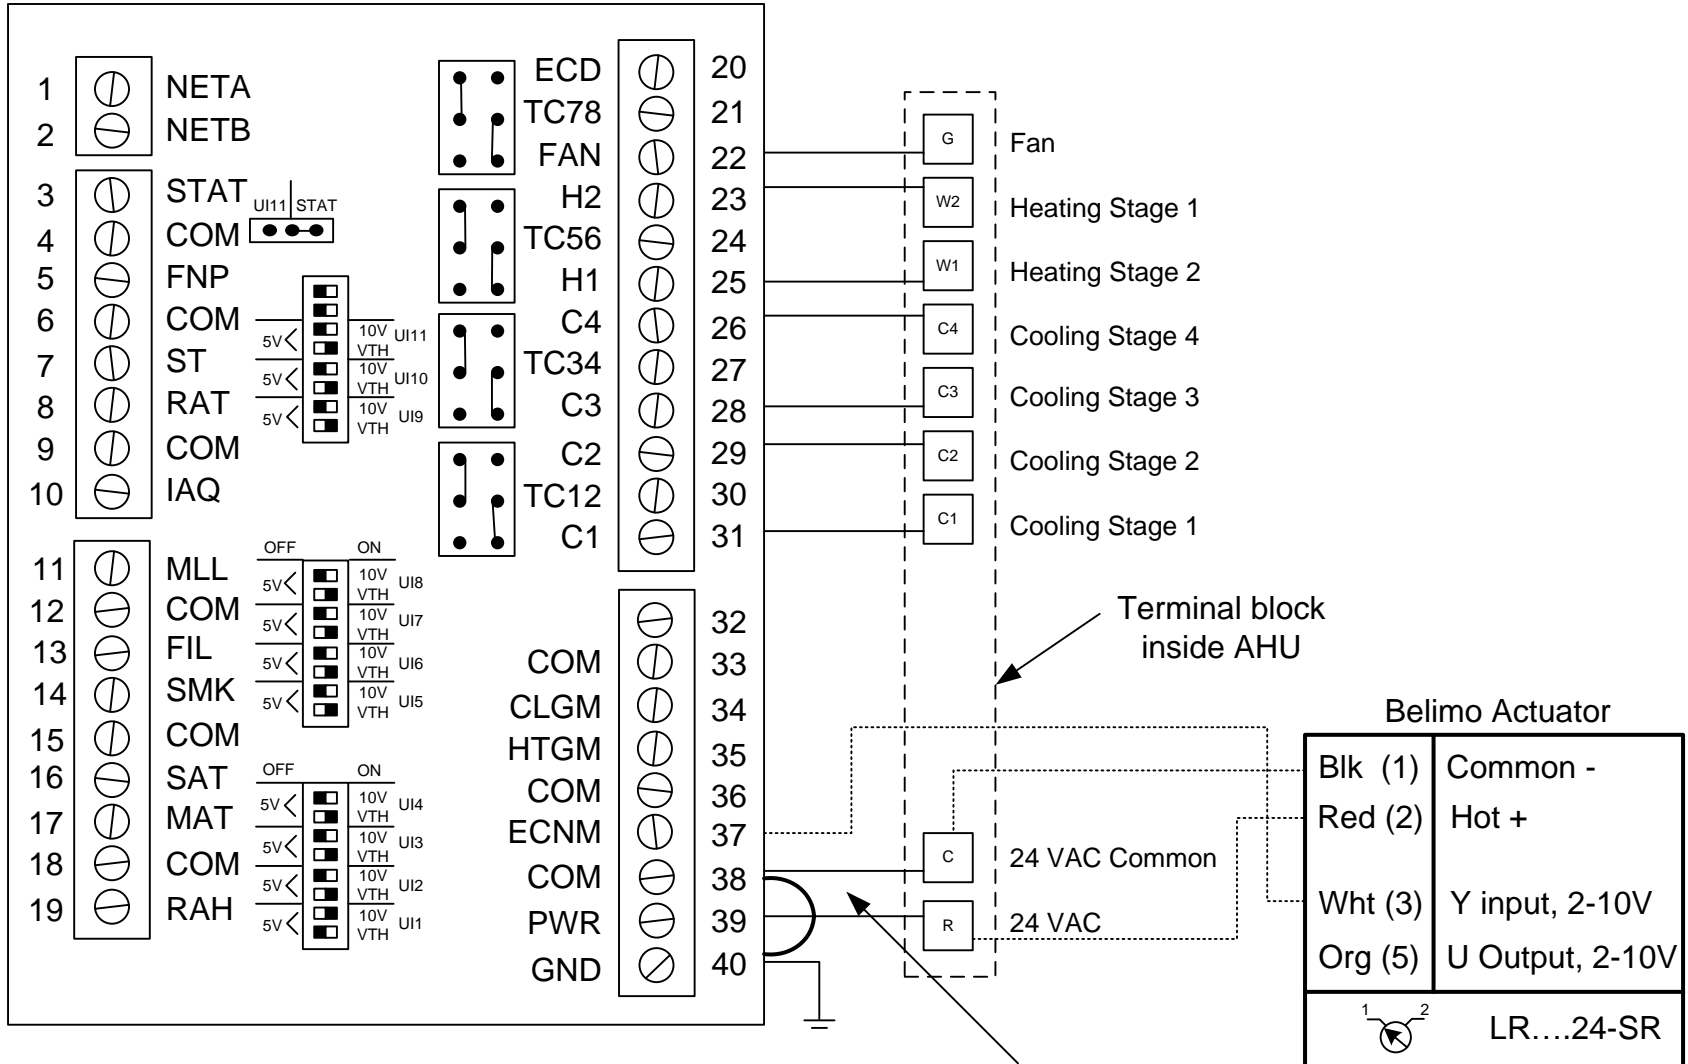 1 NETA
2 NETB
3 STAT
4 COM
5 FNP
6 COM
7 ST
8 RAT
9 COM
10 IAQ
UI11 STAT
5V 10V VTH UI11
5V 10V VTH UI10
5V 10V VTH UI9
11 MLL
12 COM
13 FIL
14 SMK
15 COM
16 SAT
17 MAT
18 COM
19 RAH
OFF ON
5V 10V VTH UI8
5V 10V VTH UI7
5V 10V VTH UI6
5V 10V VTH UI5
OFF ON
5V 10V VTH UI4
5V 10V VTH UI3
5V 10V VTH UI2
5V 10V VTH UI1
ECD 20
TC78 21
FAN 22
H2 23
TC56 24
H1 25
C4 26
TC34 27
C3 28
C2 29
TC12 30
C1 31
32
COM 33
CLGM 34
HTGM 35
COM 36
ECNM 37
COM 38
PWR 39
GND 40
G Fan
W2 Heating Stage 1
W1 Heating Stage 2
C4 Cooling Stage 4
C3 Cooling Stage 3
C2 Cooling Stage 2
C1 Cooling Stage 1
Terminal block
inside AHU
C 24 VAC Common
R 24 VAC
Belimo Actuator
Blk (1) Common -
Red (2) Hot +
Wht (3) Y input, 2-10V
Org (5) U Output, 2-10V
1 2 LR....24-SR